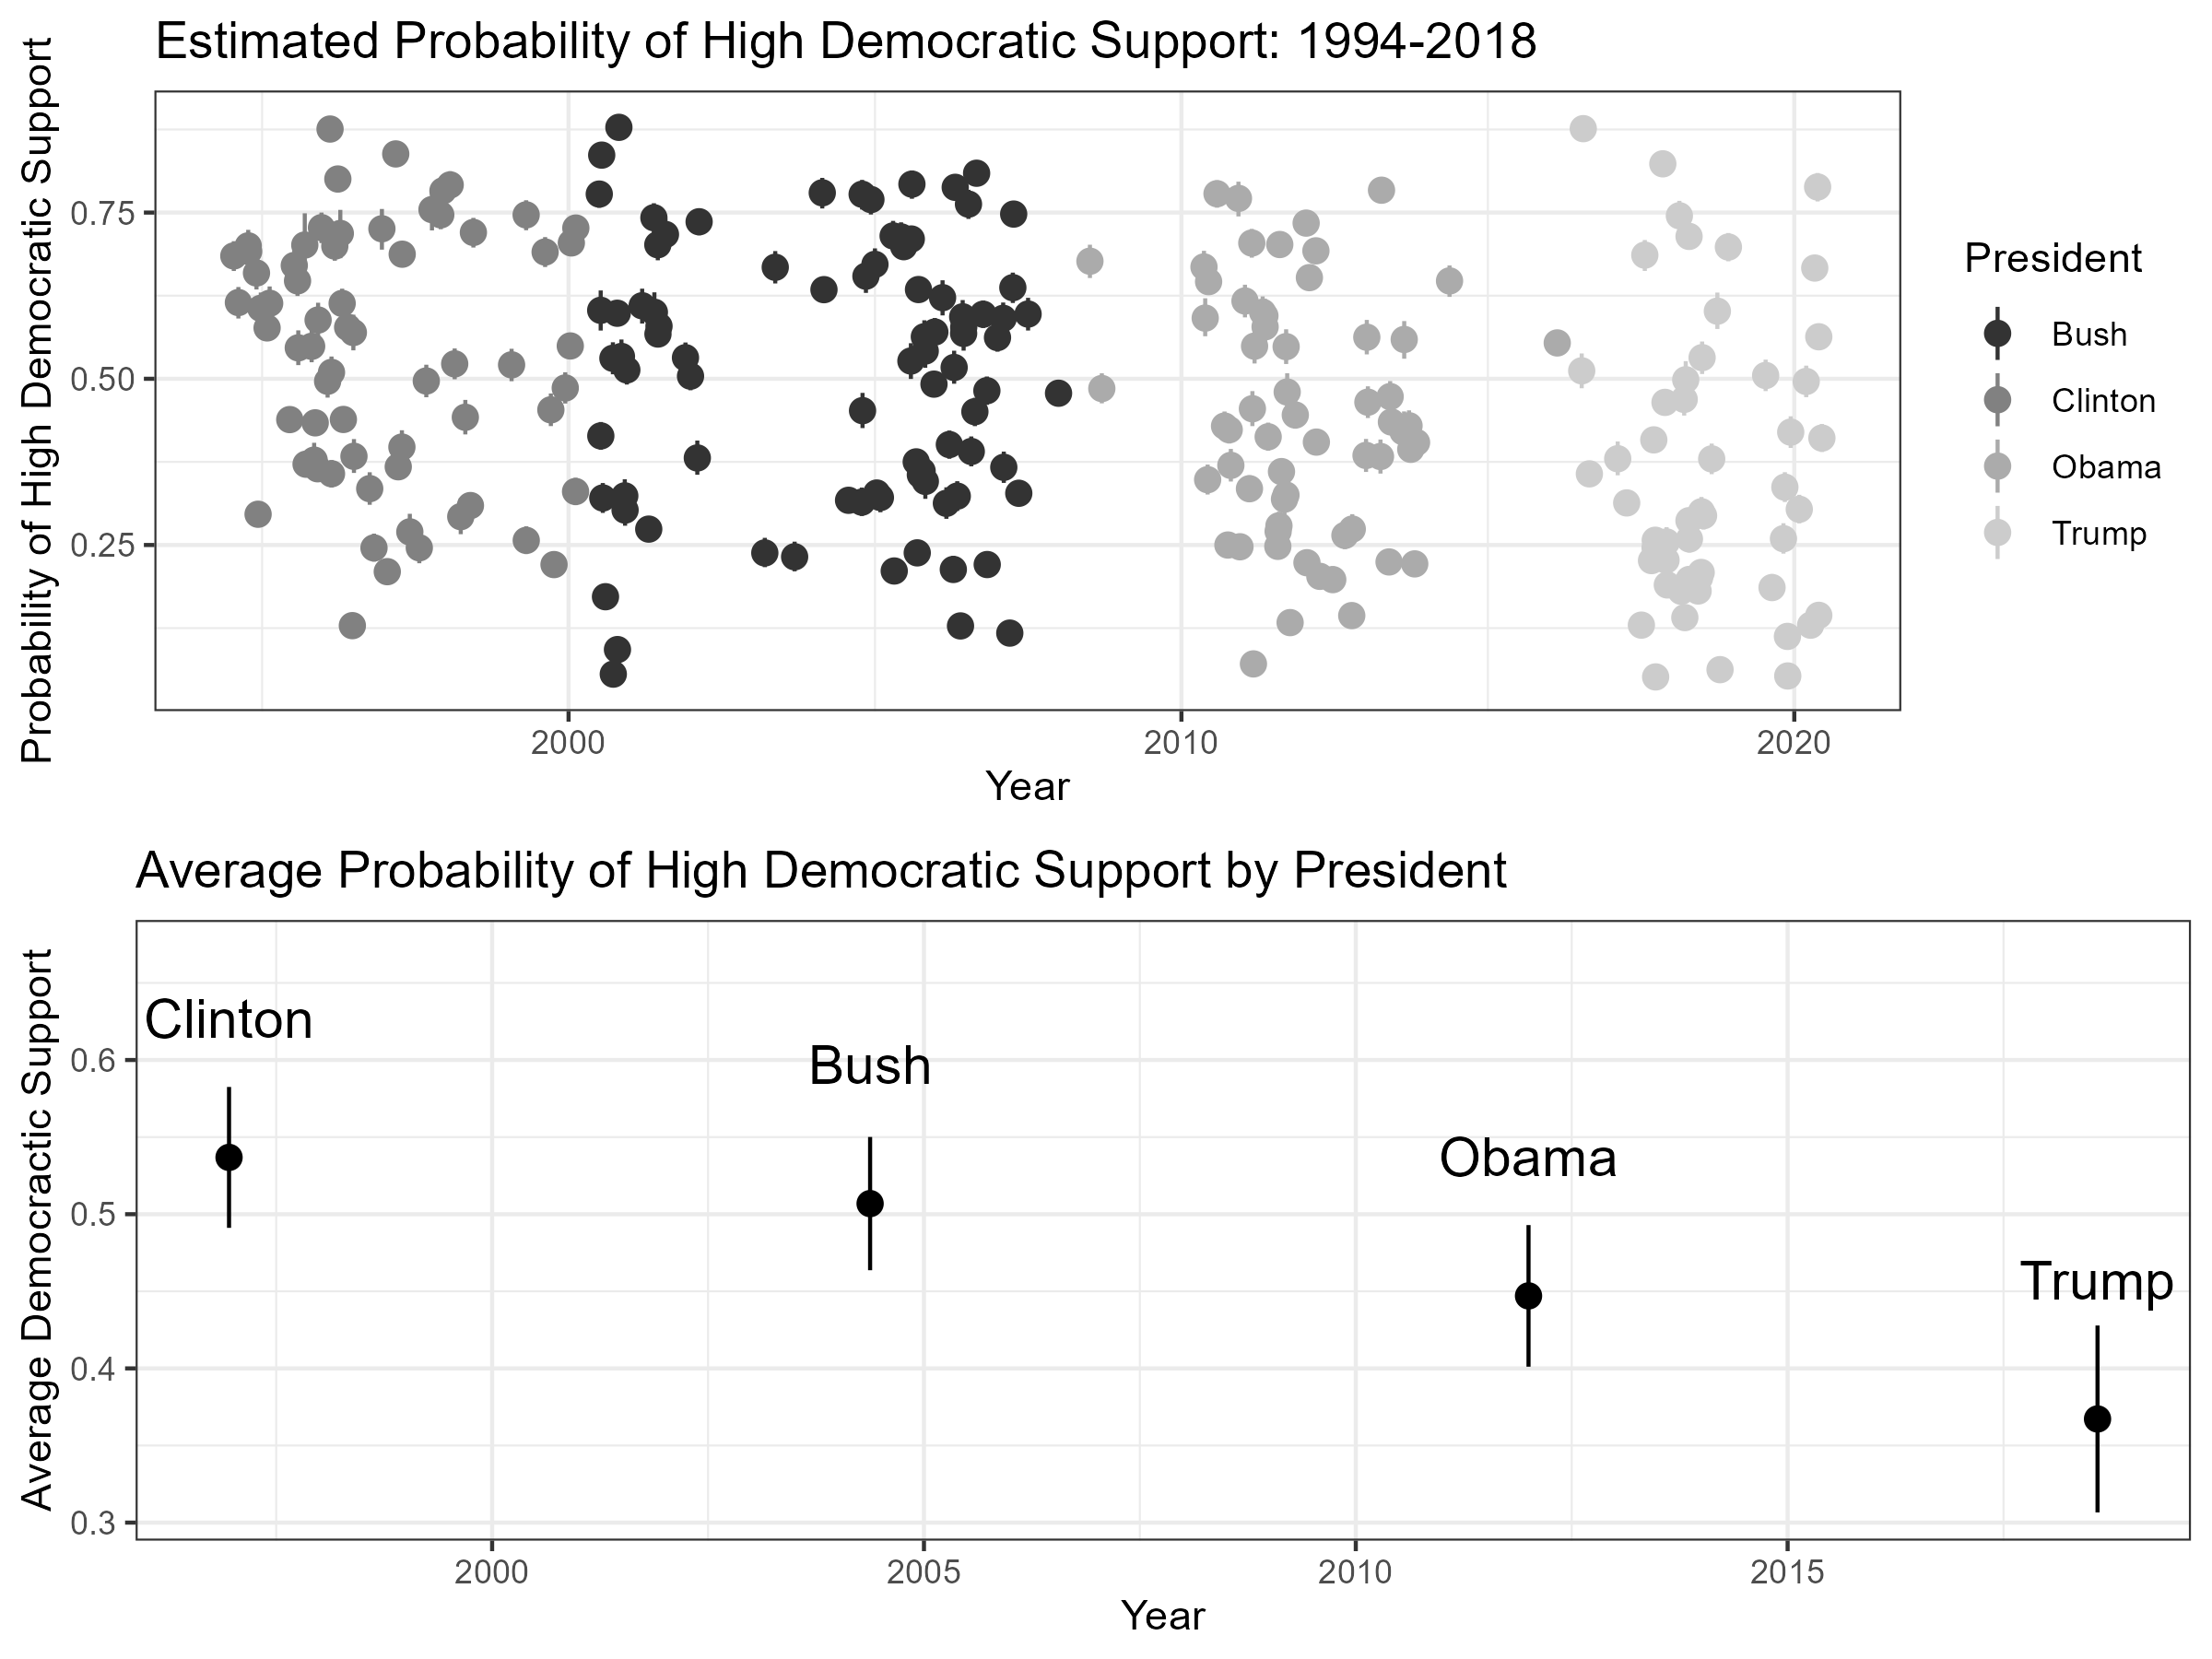 Estimated Probability of High Democratic Support: 1994-2018
Probability of High Democratic Support
0.75
0.50
0.25
2000
2010
2020
Year
President
Bush
Clinton
Obama
Trump
Average Probability of High Democratic Support by President
Average Democractic Support
0.6
0.5
0.4
0.3
Clinton
Bush
Obama
Trump
2000
2005
2010
2015
Year